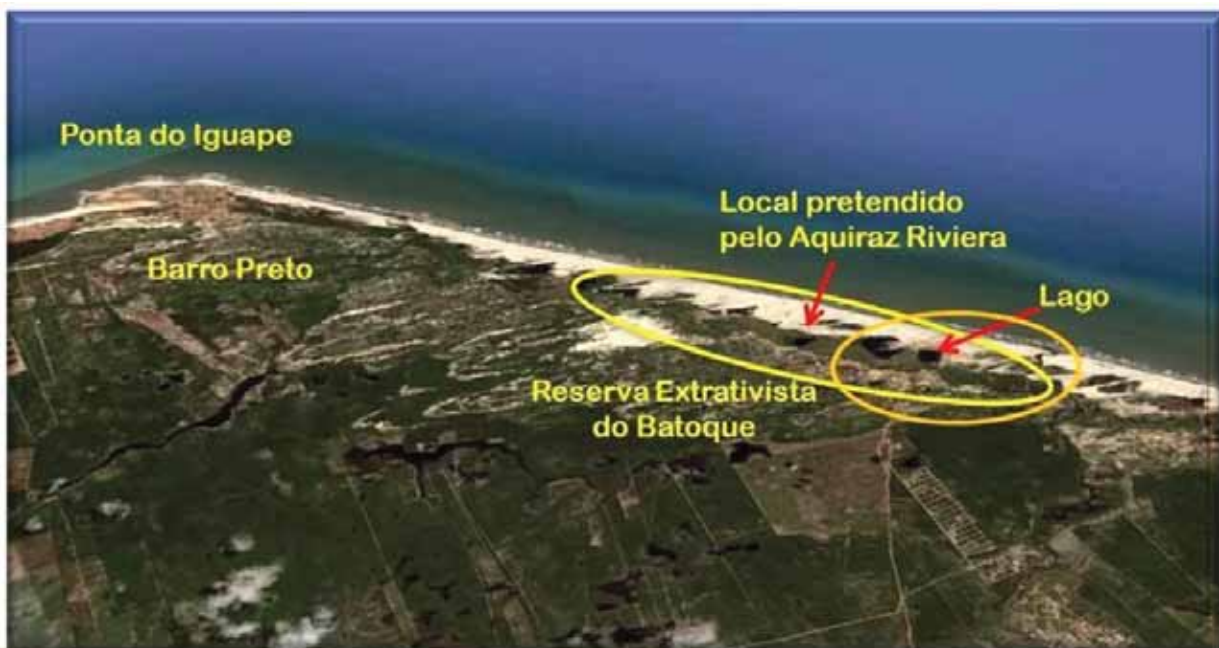 Ponta do Iguape
Local pretendido
pelo Aquiraz Riviera
Barro Preto
Lago
Reserva Extrativista
do Batoque